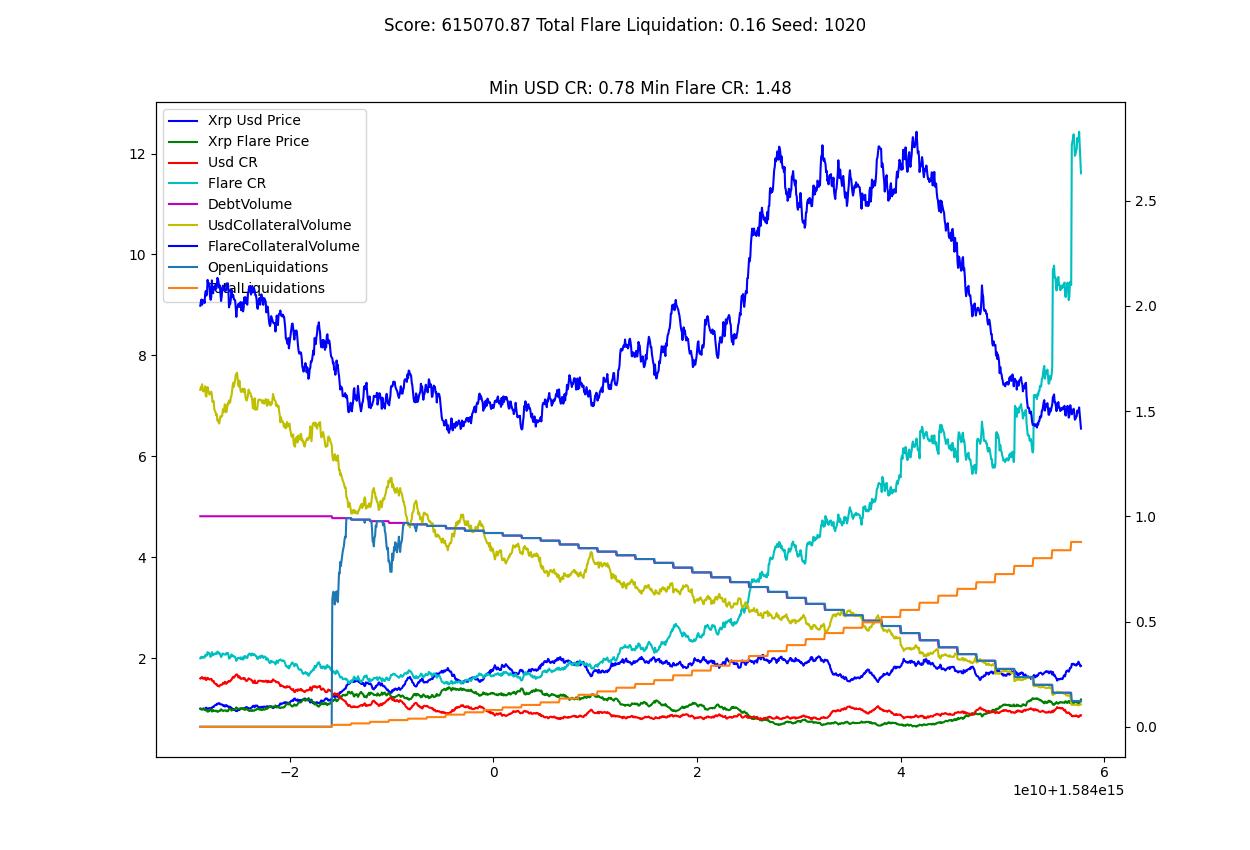 Score: 615070.87 Total Flare Liquidation: 0.16 Seed: 1020
Min USD CR: 0.78 Min Flare CR: 1.48
Xrp Usd Price
Xrp Flare Price
Usd CR
Flare CR
DebtVolume
UsdCollateralVolume
FlareCollateralVolume
OpenLiquidations
TotalLiquidations
12
10
8
6
4
2
2.5
2.0
1.5
1.0
0.5
0.0
−2
0
2
4
6
1e10+1.584e15